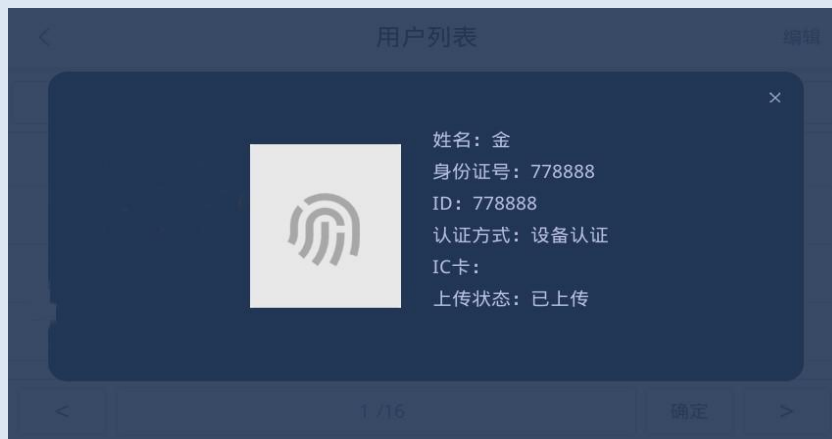 用户列表
编辑
姓名：金
身份证号：778888
ID：778888
认证方式：设备认证
IC卡：
上传状态：已上传
< 1 /16 确定 >